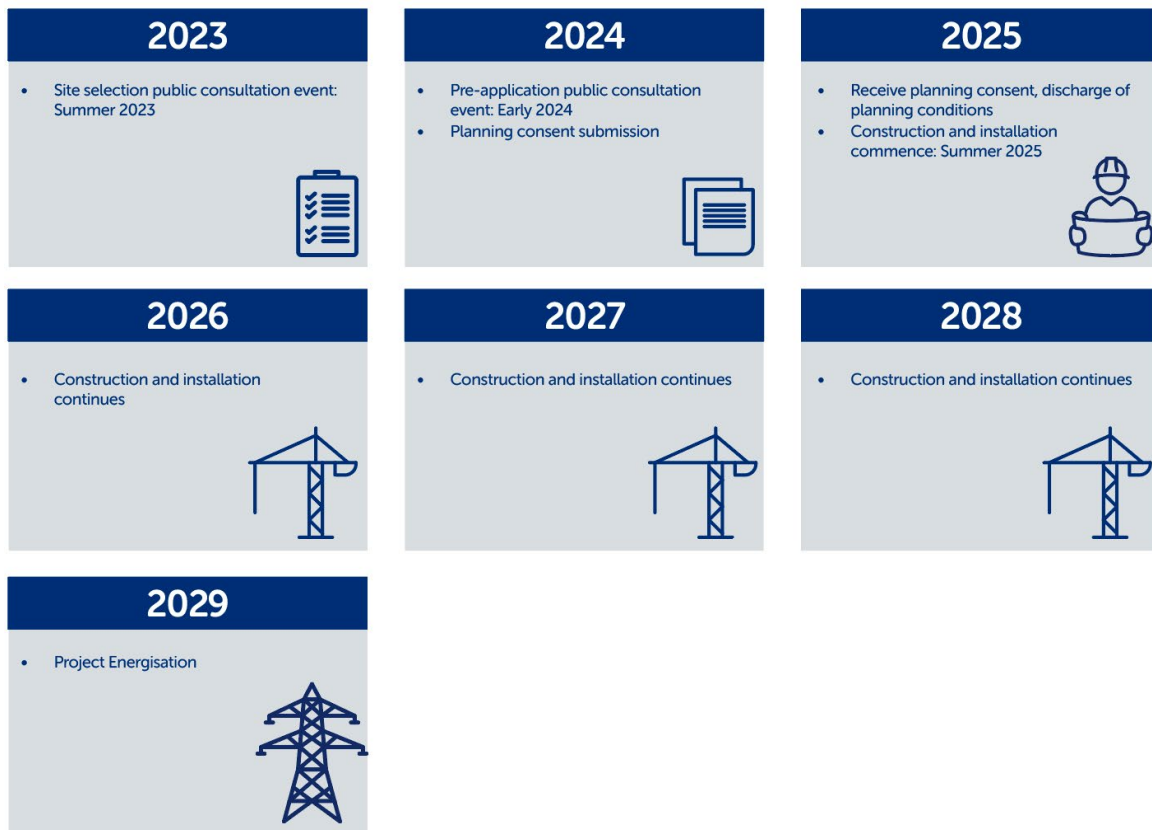 2023
• Site selection public consultation event:
Summer 2023
2024
• Pre-application public consultation
event: Early 2024
• Planning consent submission
2025
• Receive planning consent, discharge of
planning conditions
• Construction and installation
commence: Summer 2025
2026
• Construction and installation
continues
2027
• Construction and installation continues
2028
• Construction and installation continues
2029
• Project Energisation